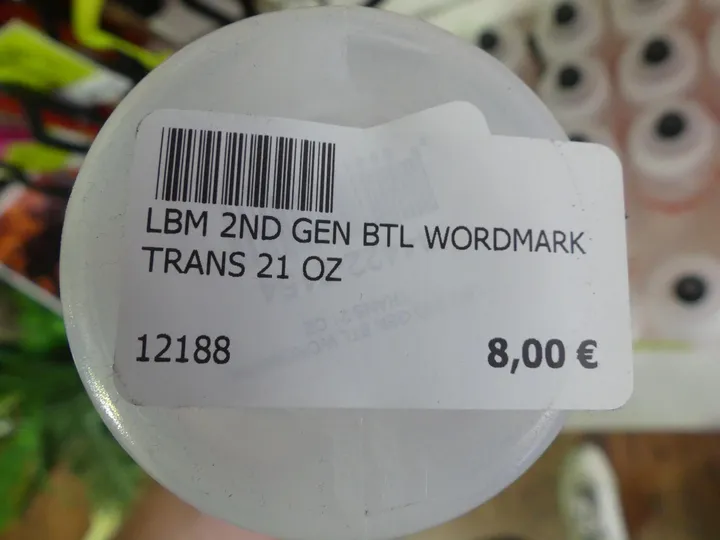 LBM 2ND GEN BTL WORDMARK
TRANS 21 OZ
12188 8,00 €